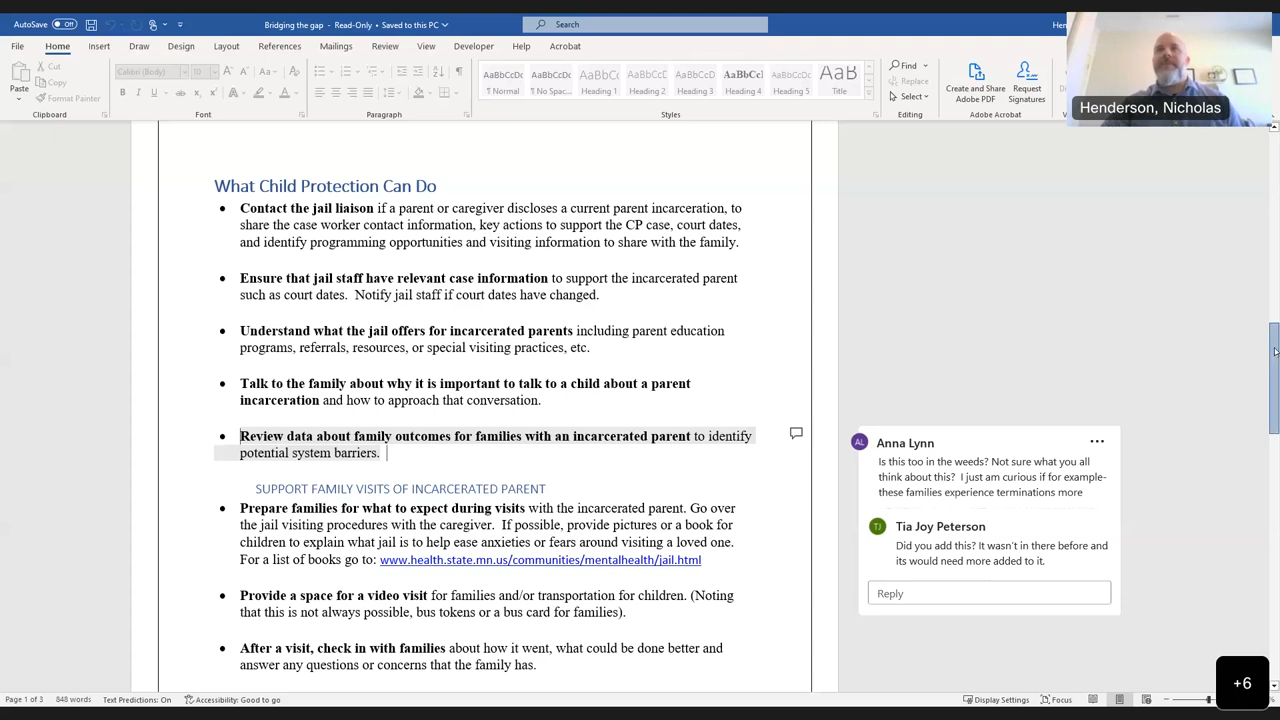 AutoSave Off
Bridging the gap - Read-Only • Saved to this PC
Search
File Home Insert Draw Design Layout References Mailings Review View Developer Help Acrobat
Paste
Cut
Copy
Format Painter
Clipboard
Calibri (Body) 10
Font
Paragraph
AaBbCcDc AaBbCcDc AaBbC AaBbCcD AaBbCcD AaBbCcI AaBbCcDc AaB
¶ Normal ¶ No Spac... Heading 1 Heading 2 Heading 3 Heading 4 Heading 5 Title
Styles
Find
Replace
Select
Editing
Create and Share Adobe PDF
Request Signatures
Adobe Acrobat
Henderson, Nicholas
What Child Protection Can Do
• Contact the jail liaison if a parent or caregiver discloses a current parent incarceration, to
share the case worker contact information, key actions to support the CP case, court dates,
and identify programming opportunities and visiting information to share with the family.
• Ensure that jail staff have relevant case information to support the incarcerated parent
such as court dates. Notify jail staff if court dates have changed.
• Understand what the jail offers for incarcerated parents including parent education
programs, referrals, resources, or special visiting practices, etc.
• Talk to the family about why it is important to talk to a child about a parent
incarceration and how to approach that conversation.
• Review data about family outcomes for families with an incarcerated parent to identify
potential system barriers.
SUPPORT FAMILY VISITS OF INCARCERATED PARENT
• Prepare families for what to expect during visits with the incarcerated parent. Go over
the jail visiting procedures with the caregiver. If possible, provide pictures or a book for
children to explain what jail is to help ease anxieties or fears around visiting a loved one.
For a list of books go to: www.health.state.mn.us/communities/mentalhealth/jail.html
• Provide a space for a video visit for families and/or transportation for children. (Noting
that this is not always possible, bus tokens or a bus card for families).
• After a visit, check in with families about how it went, what could be done better and
answer any questions or concerns that the family has.
AL Anna Lynn
Is this too in the weeds? Not sure what you all
think about this? I just am curious if for example-
these families experience terminations more
TJ Tia Joy Peterson
Did you add this? It wasn't in there before and
its would need more added to it.
Reply
+6
Page 1 of 3 848 words Text Predictions: On Accessibility: Good to go
Display Settings Focus